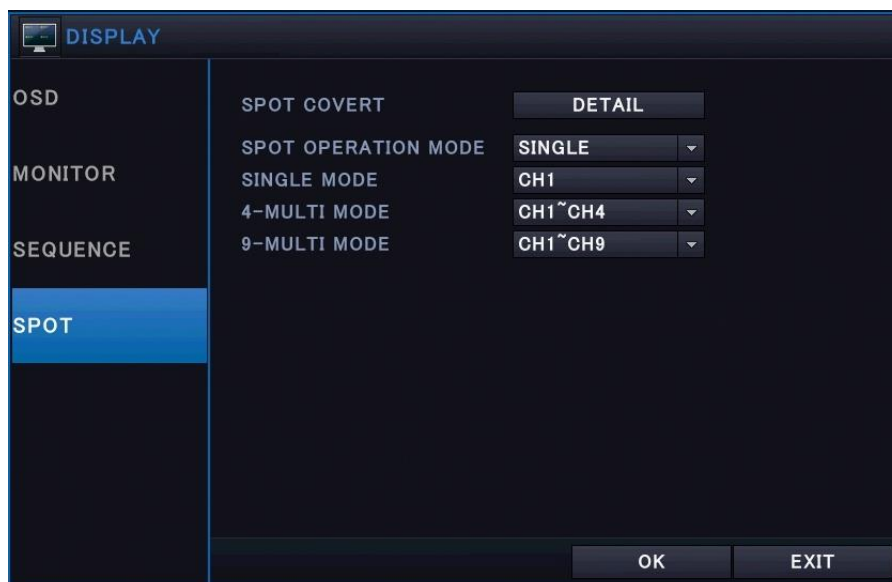 DISPLAY
OSD
MONITOR
SEQUENCE
SPOT
SPOT COVERT DETAIL
SPOT OPERATION MODE SINGLE
SINGLE MODE CH1
4-MULTI MODE CH1~CH4
9-MULTI MODE CH1~CH9
OK EXIT